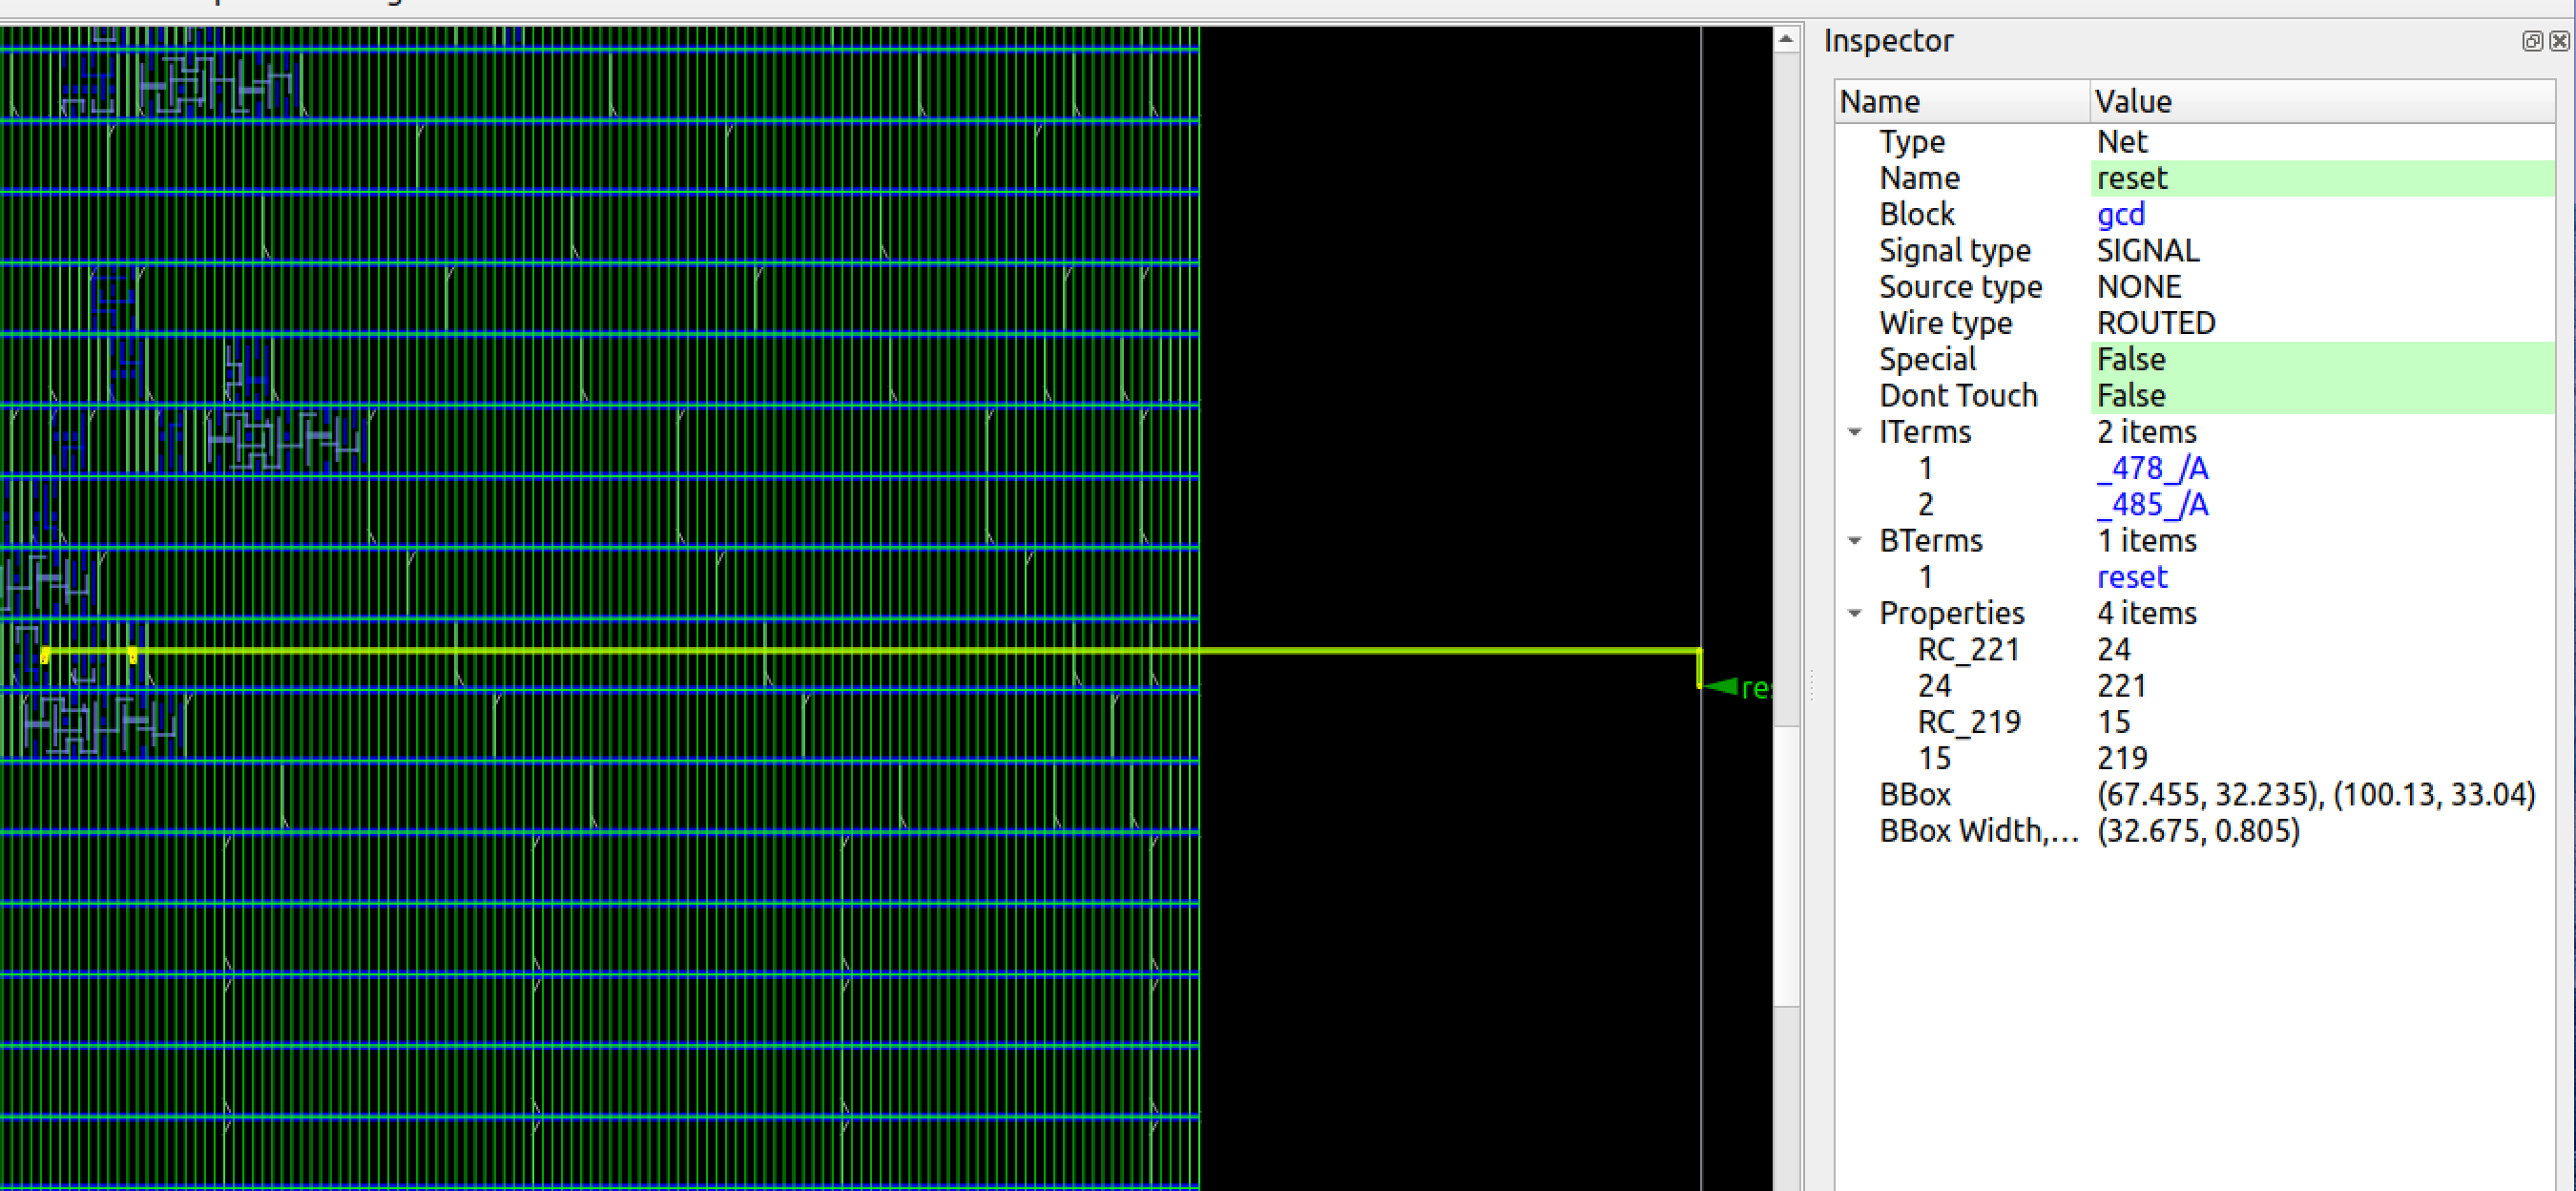 Inspector
Name Value
Type Net
Name reset
Block gcd
Signal type SIGNAL
Source type NONE
Wire type ROUTED
Special False
Dont Touch False
ITerms 2 items
1 _478_/A
2 _485_/A
BTerms 1 items
1 reset
Properties 4 items
RC_221 24
24 221
RC_219 15
15 219
BBox (67.455, 32.235), (100.13, 33.04)
BBox Width,... (32.675, 0.805)